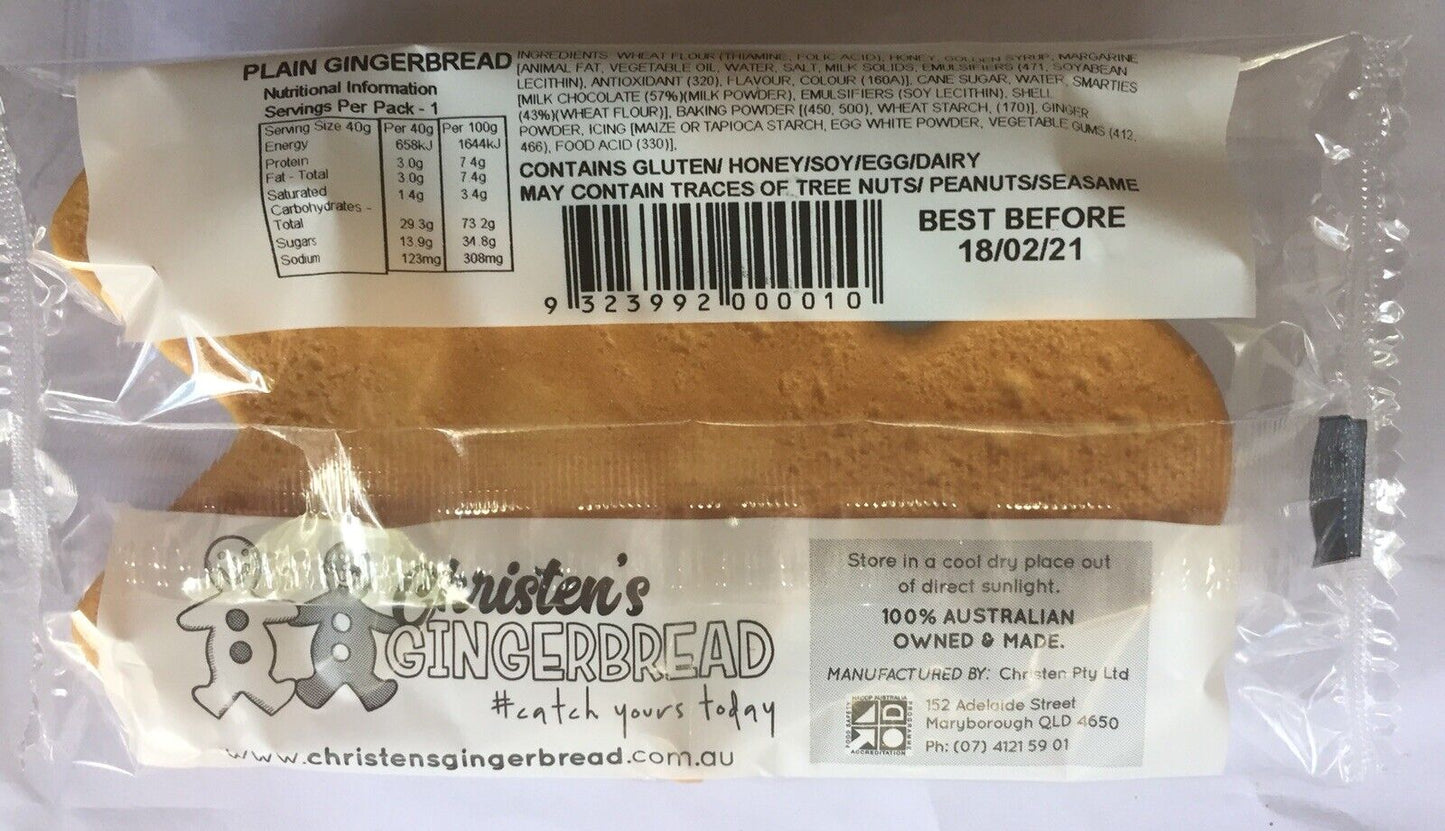 PLAIN GINGERBREAD
Nutritional Information
Servings Per Pack - 1
Serving Size 40g Per 40g Per 100g
Energy 658kJ 1644kJ
Protein 3.0g 7.4g
Fat - Total 3.0g 7.4g
Saturated 1.4g 3.4g
Carbohydrates -
Total 29.3g 73.2g
Sugars 13.9g 34.8g
Sodium 123mg 308mg
INGREDIENTS WHEAT FLOUR (THIAMINE, FOLIC ACID), HONEY, GOLDEN SYRUP, MARGARINE
[ANIMAL FAT, VEGETABLE OIL, WATER, SALT, MILK SOLIDS, EMULSIFIERS (471, SOYABEAN
LECITHIN), ANTIOXIDANT (320), FLAVOUR, COLOUR (160A)], CANE SUGAR, WATER, SMARTIES
[MILK CHOCOLATE (57%)(MILK POWDER), EMULSIFIERS (SOY LECITHIN), SHELL
(43%)(WHEAT FLOUR)], BAKING POWDER [(450, 500), WHEAT STARCH, (170)], GINGER
POWDER, ICING [MAIZE OR TAPIOCA STARCH, EGG WHITE POWDER, VEGETABLE GUMS (412,
466), FOOD ACID (330)].
CONTAINS GLUTEN/ HONEY/SOY/EGG/DAIRY
MAY CONTAIN TRACES OF TREE NUTS/ PEANUTS/SEASAME
BEST BEFORE
18/02/21
9 323992 000010
Christen's
GINGERBREAD
#catch yours today
www.christensgingerbread.com.au
Store in a cool dry place out
of direct sunlight.
100% AUSTRALIAN
OWNED & MADE.
MANUFACTURED BY: Christen Pty Ltd
HACCP AUSTRALIA
FOOD SAFETY
PROGRAMME
ACCREDITATION
152 Adelaide Street
Maryborough QLD 4650
Ph: (07) 4121 59 01